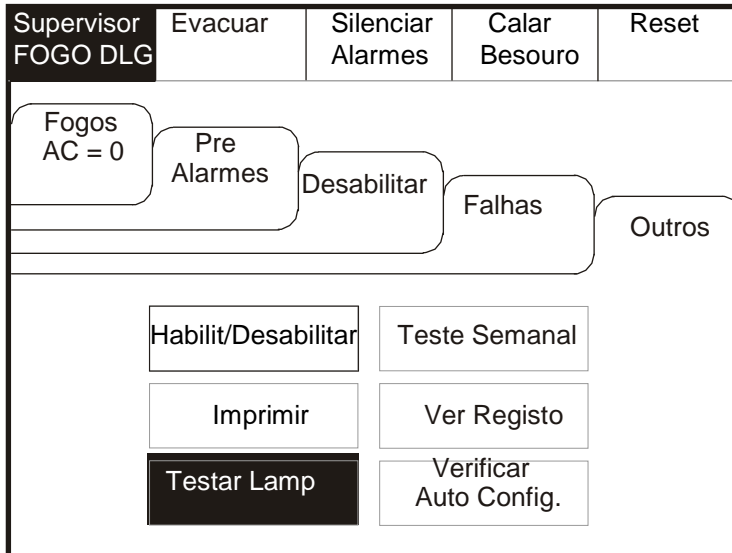 Supervisor
FOGO DLG
Evacuar
Silenciar
Alarmes
Calar
Besouro
Reset
Fogos
AC = 0
Pre
Alarmes
Desabilitar
Falhas
Outros
Habilit/Desabilitar
Teste Semanal
Imprimir
Ver Registo
Testar Lamp
Verificar
Auto Config.